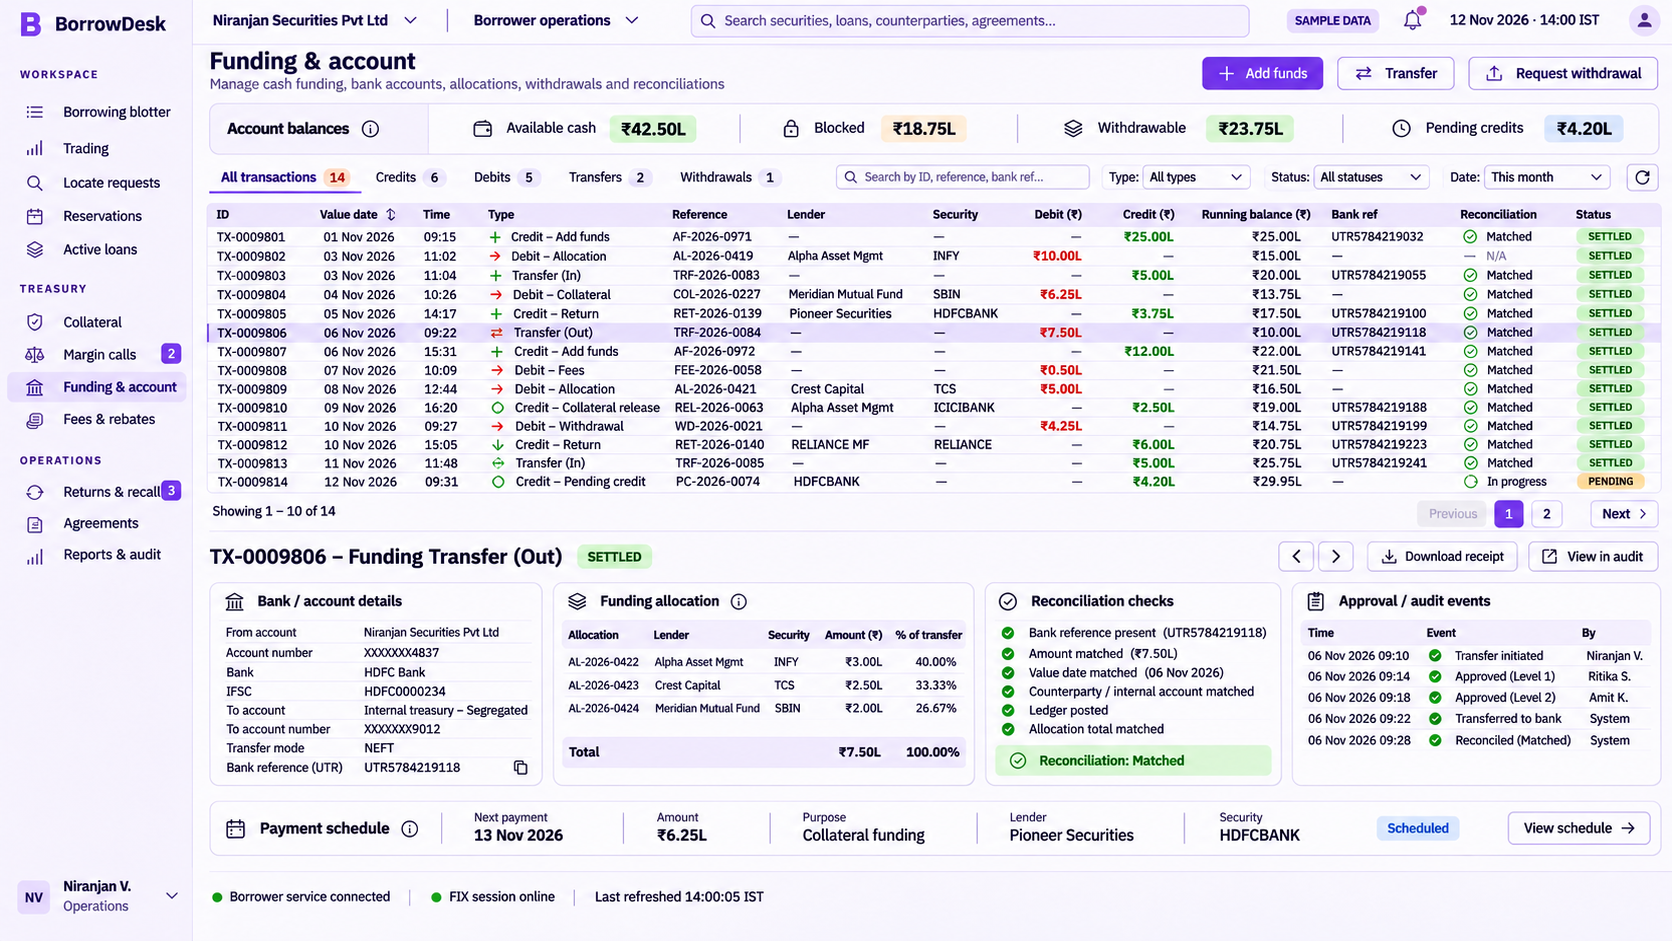 BorrowDesk
Niranjan Securities Pvt Ltd
Borrower operations
Search securities, loans, counterparties, agreements...
SAMPLE DATA
12 Nov 2026 · 14:00 IST
WORKSPACE
Borrowing blotter
Trading
Locate requests
Reservations
Active loans
TREASURY
Collateral
Margin calls 2
Funding & account
Fees & rebates
OPERATIONS
Returns & recall 3
Agreements
Reports & audit
NV
Niranjan V.
Operations
Funding & account
Manage cash funding, bank accounts, allocations, withdrawals and reconciliations
Add funds
Transfer
Request withdrawal
Account balances
Available cash ₹42.50L
Blocked ₹18.75L
Withdrawable ₹23.75L
Pending credits ₹4.20L
All transactions 14
Credits 6
Debits 5
Transfers 2
Withdrawals 1
Search by ID, reference, bank ref...
Type: All types
Status: All statuses
Date: This month
ID Value date Time Type Reference Lender Security Debit (₹) Credit (₹) Running balance (₹) Bank ref Reconciliation Status
TX-0009801 01 Nov 2026 09:15 Credit – Add funds AF-2026-0971 — — — ₹25.00L ₹25.00L UTR5784219032 Matched SETTLED
TX-0009802 03 Nov 2026 11:02 Debit – Allocation AL-2026-0419 Alpha Asset Mgmt INFY ₹10.00L — ₹15.00L — — N/A SETTLED
TX-0009803 03 Nov 2026 11:04 Transfer (In) TRF-2026-0083 — — — ₹5.00L ₹20.00L UTR5784219055 Matched SETTLED
TX-0009804 04 Nov 2026 10:26 Debit – Collateral COL-2026-0227 Meridian Mutual Fund SBIN ₹6.25L — ₹13.75L — Matched SETTLED
TX-0009805 05 Nov 2026 14:17 Credit – Return RET-2026-0139 Pioneer Securities HDFCBANK — ₹3.75L ₹17.50L UTR5784219100 Matched SETTLED
TX-0009806 06 Nov 2026 09:22 Transfer (Out) TRF-2026-0084 — — ₹7.50L — ₹10.00L UTR5784219118 Matched SETTLED
TX-0009807 06 Nov 2026 15:31 Credit – Add funds AF-2026-0972 — — — ₹12.00L ₹22.00L UTR5784219141 Matched SETTLED
TX-0009808 07 Nov 2026 10:09 Debit – Fees FEE-2026-0058 — — ₹0.50L — ₹21.50L — Matched SETTLED
TX-0009809 08 Nov 2026 12:44 Debit – Allocation AL-2026-0421 Crest Capital TCS ₹5.00L — ₹16.50L — Matched SETTLED
TX-0009810 09 Nov 2026 16:20 Credit – Collateral release REL-2026-0063 Alpha Asset Mgmt ICICIBANK — ₹2.50L ₹19.00L UTR5784219188 Matched SETTLED
TX-0009811 10 Nov 2026 09:27 Debit – Withdrawal WD-2026-0021 — — ₹4.25L — ₹14.75L UTR5784219199 Matched SETTLED
TX-0009812 10 Nov 2026 15:05 Credit – Return RET-2026-0140 RELIANCE MF RELIANCE — ₹6.00L ₹20.75L UTR5784219223 Matched SETTLED
TX-0009813 11 Nov 2026 11:48 Transfer (In) TRF-2026-0085 — — — ₹5.00L ₹25.75L UTR5784219241 Matched SETTLED
TX-0009814 12 Nov 2026 09:31 Credit – Pending credit PC-2026-0074 HDFCBANK — — ₹4.20L ₹29.95L — In progress PENDING
Showing 1 – 10 of 14
Previous 1 2 Next
TX-0009806 – Funding Transfer (Out) SETTLED
Download receipt
View in audit
Bank / account details
From account Niranjan Securities Pvt Ltd
Account number XXXXXXX4837
Bank HDFC Bank
IFSC HDFC0000234
To account Internal treasury – Segregated
To account number XXXXXXX9012
Transfer mode NEFT
Bank reference (UTR) UTR5784219118
Funding allocation
Allocation Lender Security Amount (₹) % of transfer
AL-2026-0422 Alpha Asset Mgmt INFY ₹3.00L 40.00%
AL-2026-0423 Crest Capital TCS ₹2.50L 33.33%
AL-2026-0424 Meridian Mutual Fund SBIN ₹2.00L 26.67%
Total ₹7.50L 100.00%
Reconciliation checks
Bank reference present (UTR5784219118)
Amount matched (₹7.50L)
Value date matched (06 Nov 2026)
Counterparty / internal account matched
Ledger posted
Allocation total matched
Reconciliation: Matched
Approval / audit events
Time Event By
06 Nov 2026 09:10 Transfer initiated Niranjan V.
06 Nov 2026 09:14 Approved (Level 1) Ritika S.
06 Nov 2026 09:18 Approved (Level 2) Amit K.
06 Nov 2026 09:22 Transferred to bank System
06 Nov 2026 09:28 Reconciled (Matched) System
Payment schedule
Next payment
13 Nov 2026
Amount
₹6.25L
Purpose
Collateral funding
Lender
Pioneer Securities
Security
HDFCBANK
Scheduled
View schedule
Borrower service connected
FIX session online
Last refreshed 14:00:05 IST